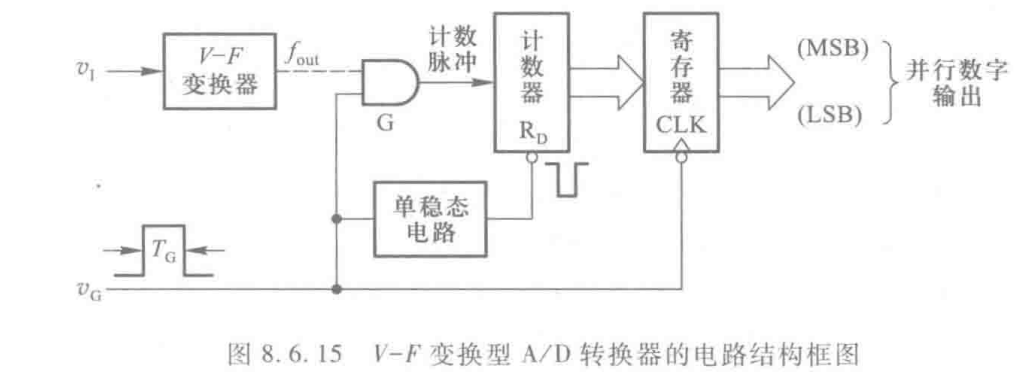 v_I
V-F
变换器
f_out
G
计数
脉冲
计数器
R_D
寄存器
CLK
(MSB)
(LSB)
并行数字
输出
单稳态
电路
T_G
v_G
图 8.6.15 V-F 变换型 A/D 转换器的电路结构框图